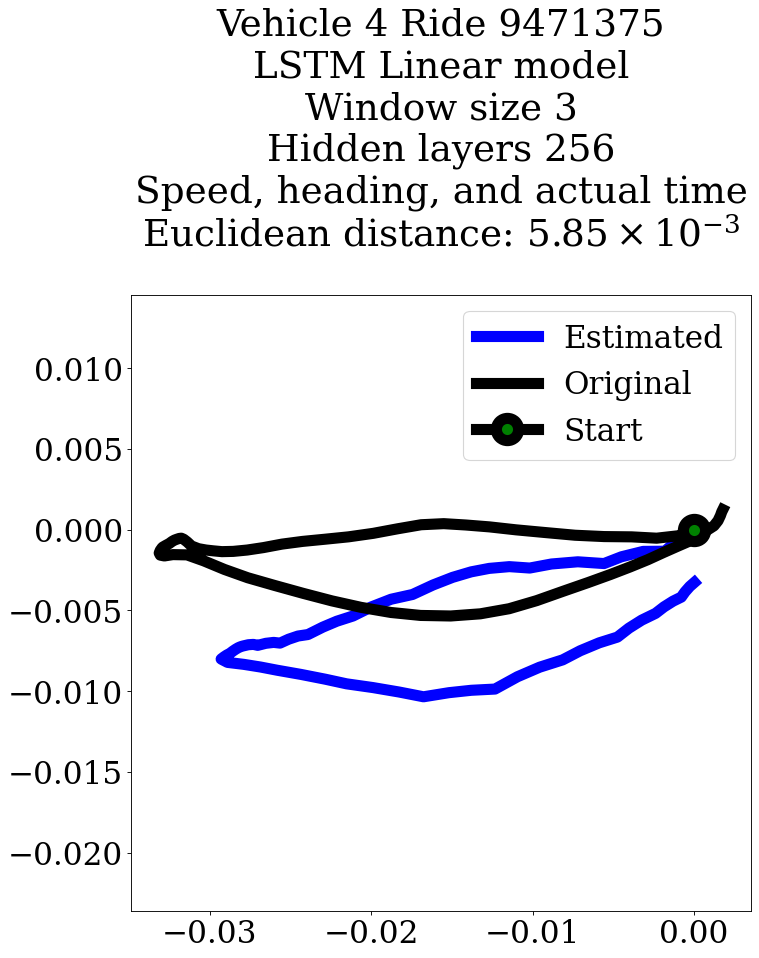 Vehicle 4 Ride 9471375
LSTM Linear model
Window size 3
Hidden layers 256
Speed, heading, and actual time
Euclidean distance: 5.85 × 10⁻³
Estimated
Original
Start
0.010
0.005
0.000
−0.005
−0.010
−0.015
−0.020
−0.03 −0.02 −0.01 0.00